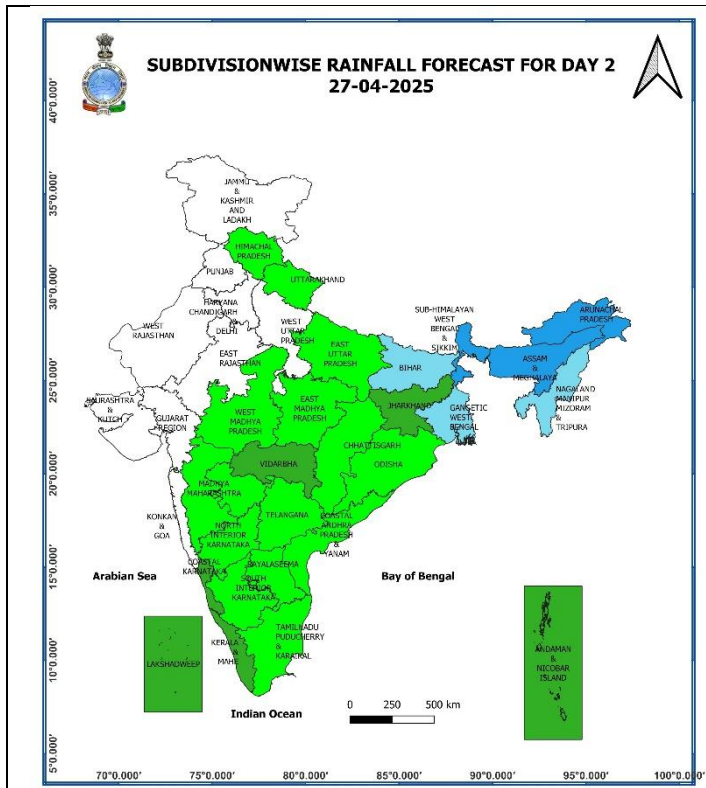 SUBDIVISIONWISE RAINFALL FORECAST FOR DAY 2
27-04-2025
40°0.000'
35°0.000'
30°0.000'
25°0.000'
20°0.000'
15°0.000'
10°0.000'
5°0.000'
JAMMU
&
KASHMIR
AND
LADAKH
HIMACHAL
PRADESH
PUNJAB
UTTARAKHAND
HARYANA
CHANDIGARH
&
DELHI
WEST
RAJASTHAN
WEST
UTTAR
PRADESH
EAST
RAJASTHAN
EAST
UTTAR
PRADESH
SUB-HIMALAYAN
WEST
BENGAL
&
SIKKIM
ARUNACHAL
PRADESH
ASSAM
&
MEGHALAYA
NAGALAND
MANIPUR
MIZORAM
&
TRIPURA
BIHAR
JHARKHAND
GANGETIC
WEST
BENGAL
SAURASHTRA
&
KUTCH
GUJARAT
REGION
WEST
MADHYA
PRADESH
EAST
MADHYA
PRADESH
CHHATTISGARH
ODISHA
VIDARBHA
MADHYA
MAHARASHTRA
KONKAN
&
GOA
TELANGANA
NORTH
INTERIOR
KARNATAKA
COASTAL
ANDHRA
PRADESH
&
YANAM
COASTAL
KARNATAKA
RAYALASEEMA
SOUTH
INTERIOR
KARNATAKA
Arabian Sea
Bay of Bengal
TAMILNADU
PUDUCHERRY
&
KARAIKAL
KERALA
&
MAHE
LAKSHADWEEP
ANDAMAN
&
NICOBAR
ISLAND
Indian Ocean
0 250 500 km
70°0.000' 75°0.000' 80°0.000' 85°0.000' 90°0.000' 95°0.000' 100°0.000'